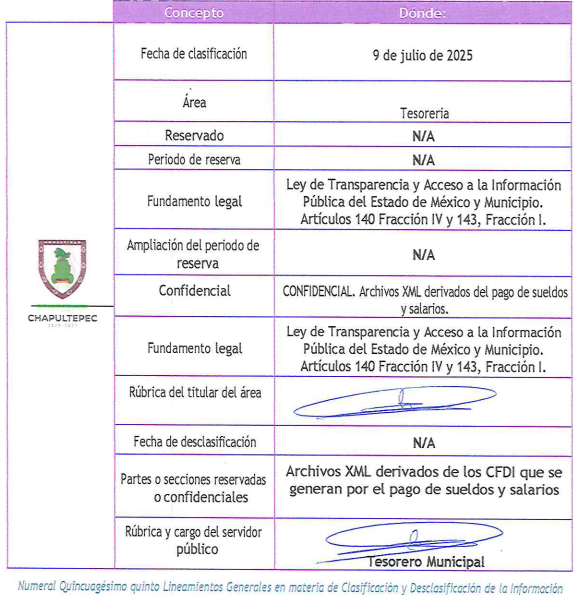 Concepto
Dónde:
Fecha de clasificación
9 de julio de 2025
Área
Tesoreria
Reservado
N/A
Periodo de reserva
N/A
Fundamento legal
Ley de Transparencia y Acceso a la Información
Pública del Estado de México y Municipio.
Artículos 140 Fracción IV y 143, Fracción I.
Ampliación del periodo de
reserva
N/A
Confidencial
CONFIDENCIAL. Archivos XML derivados del pago de sueldos
y salarios.
CHAPULTEPEC
Fundamento legal
Ley de Transparencia y Acceso a la Información
Pública del Estado de México y Municipio.
Artículos 140 Fracción IV y 143, Fracción I.
Rúbrica del titular del área
Fecha de desclasificación
N/A
Partes o secciones reservadas
o confidenciales
Archivos XML derivados de los CFDI que se
generan por el pago de sueldos y salarios
Rúbrica y cargo del servidor
público
Tesorero Municipal
Numeral Quincuagésimo quinto Lineamientos Generales en materia de Clasificación y Desclasificación de la Información